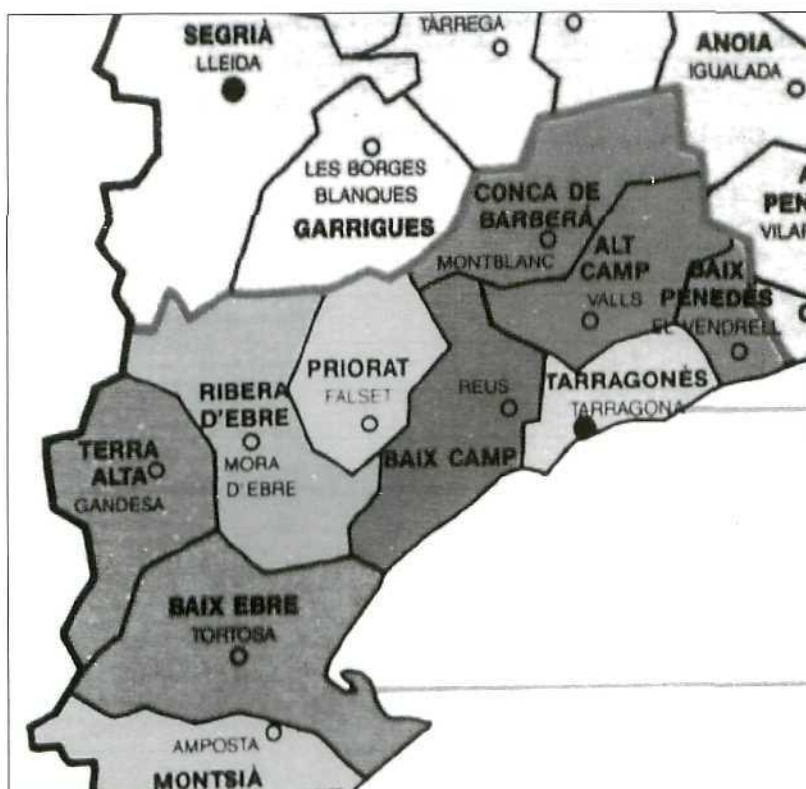 SEGRIÀ
LLEIDA
TÀRREGA
ANOIA
IGUALADA
LES BORGES
BLANQUES
GARRIGUES
CONCA DE
BARBERÀ
MONTBLANC
ALT
CAMP
VALLS
BAIX
PENEDÈS
EL VENDRELL
A
PEN
VILAF
PRIORAT
FALSET
REUS
BAIX CAMP
TARRAGONÈS
TARRAGONA
RIBERA
D'EBRE
MORA
D'EBRE
TERRA
ALTA
GANDESA
BAIX EBRE
TORTOSA
AMPOSTA
MONTSIÀ